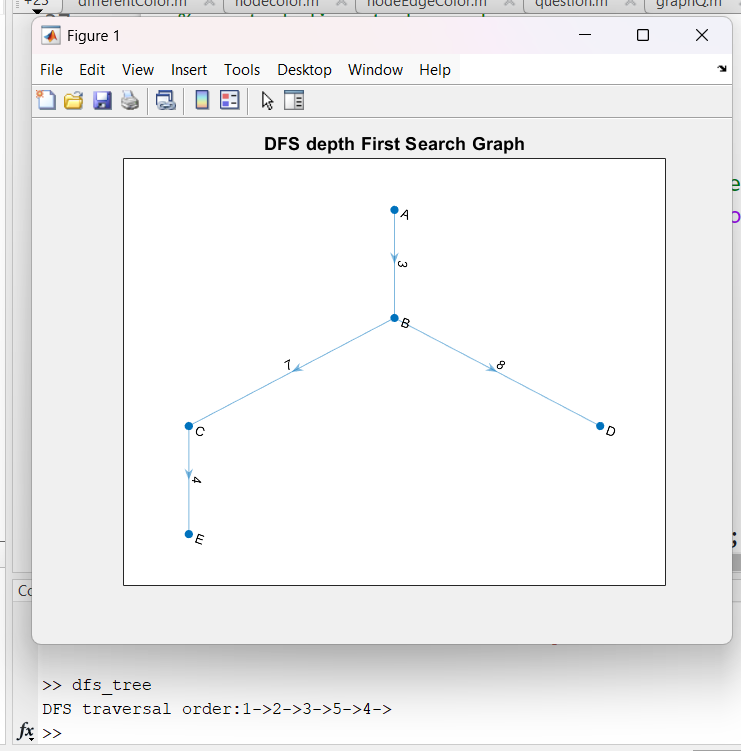 +25 differentColor.m nodecolor.m nodeEdgeColor.m question.m graphQ.m
Figure 1
File Edit View Insert Tools Desktop Window Help
DFS depth First Search Graph
A
3
B
7 8
C D
4
E
>> dfs_tree
DFS traversal order:1->2->3->5->4->
fx >>